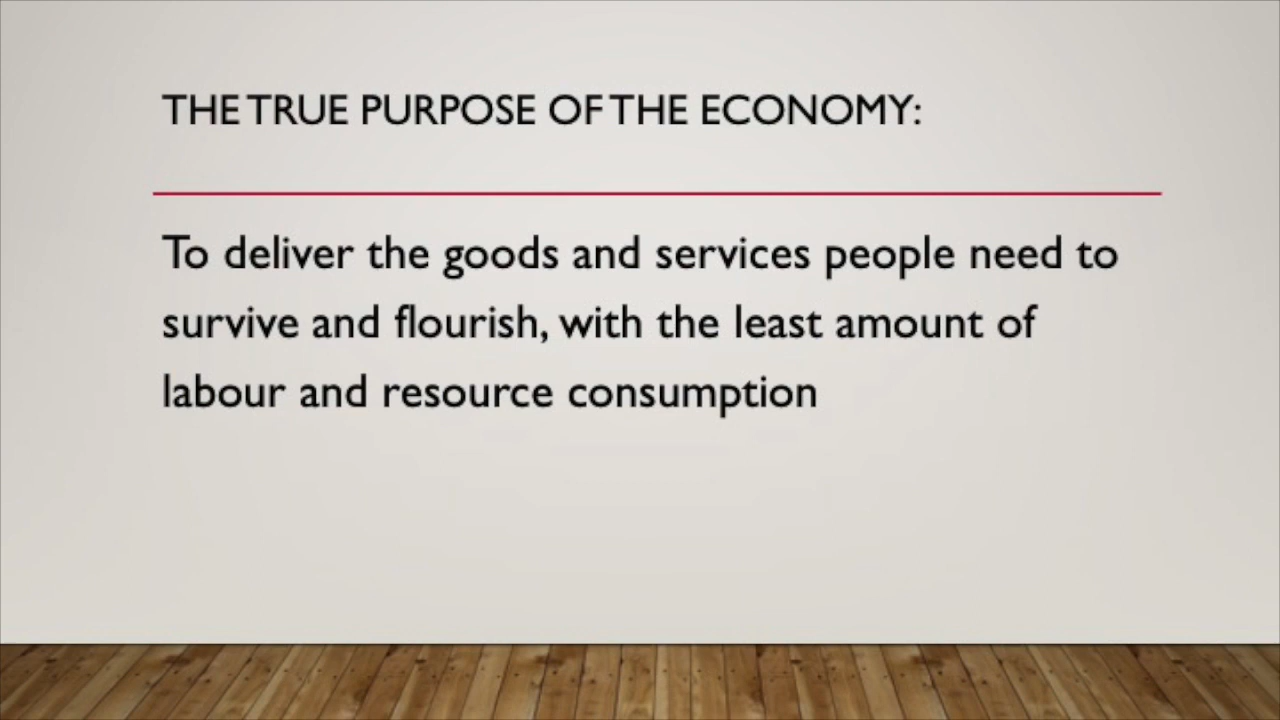 THE TRUE PURPOSE OF THE ECONOMY:
To deliver the goods and services people need to
survive and flourish, with the least amount of
labour and resource consumption